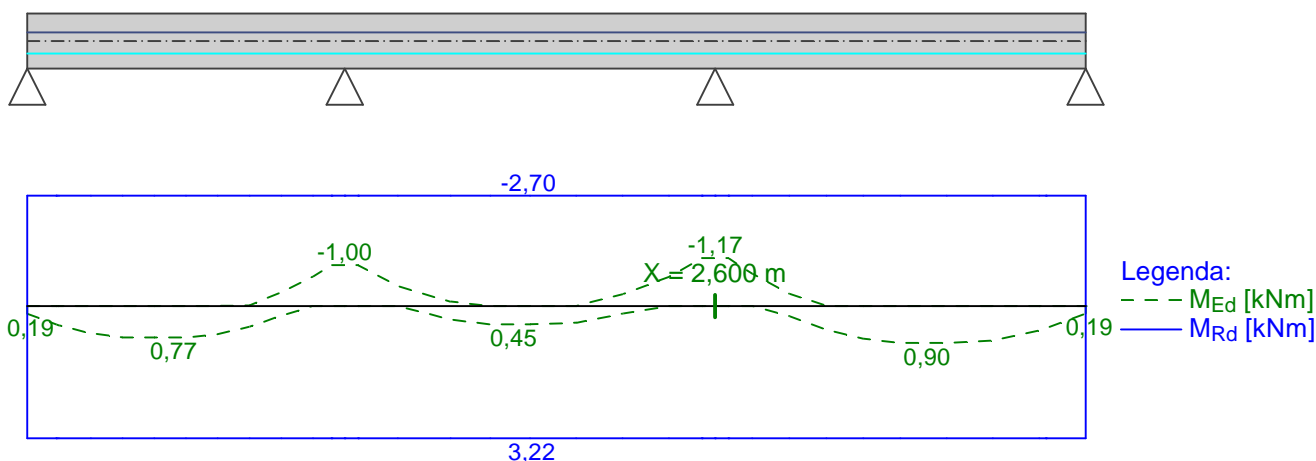 -2,70
-1,00
-1,17
X = 2,600 m
Legenda:
M_Ed [kNm]
M_Rd [kNm]
0,19
0,77
0,45
0,90
0,19
3,22